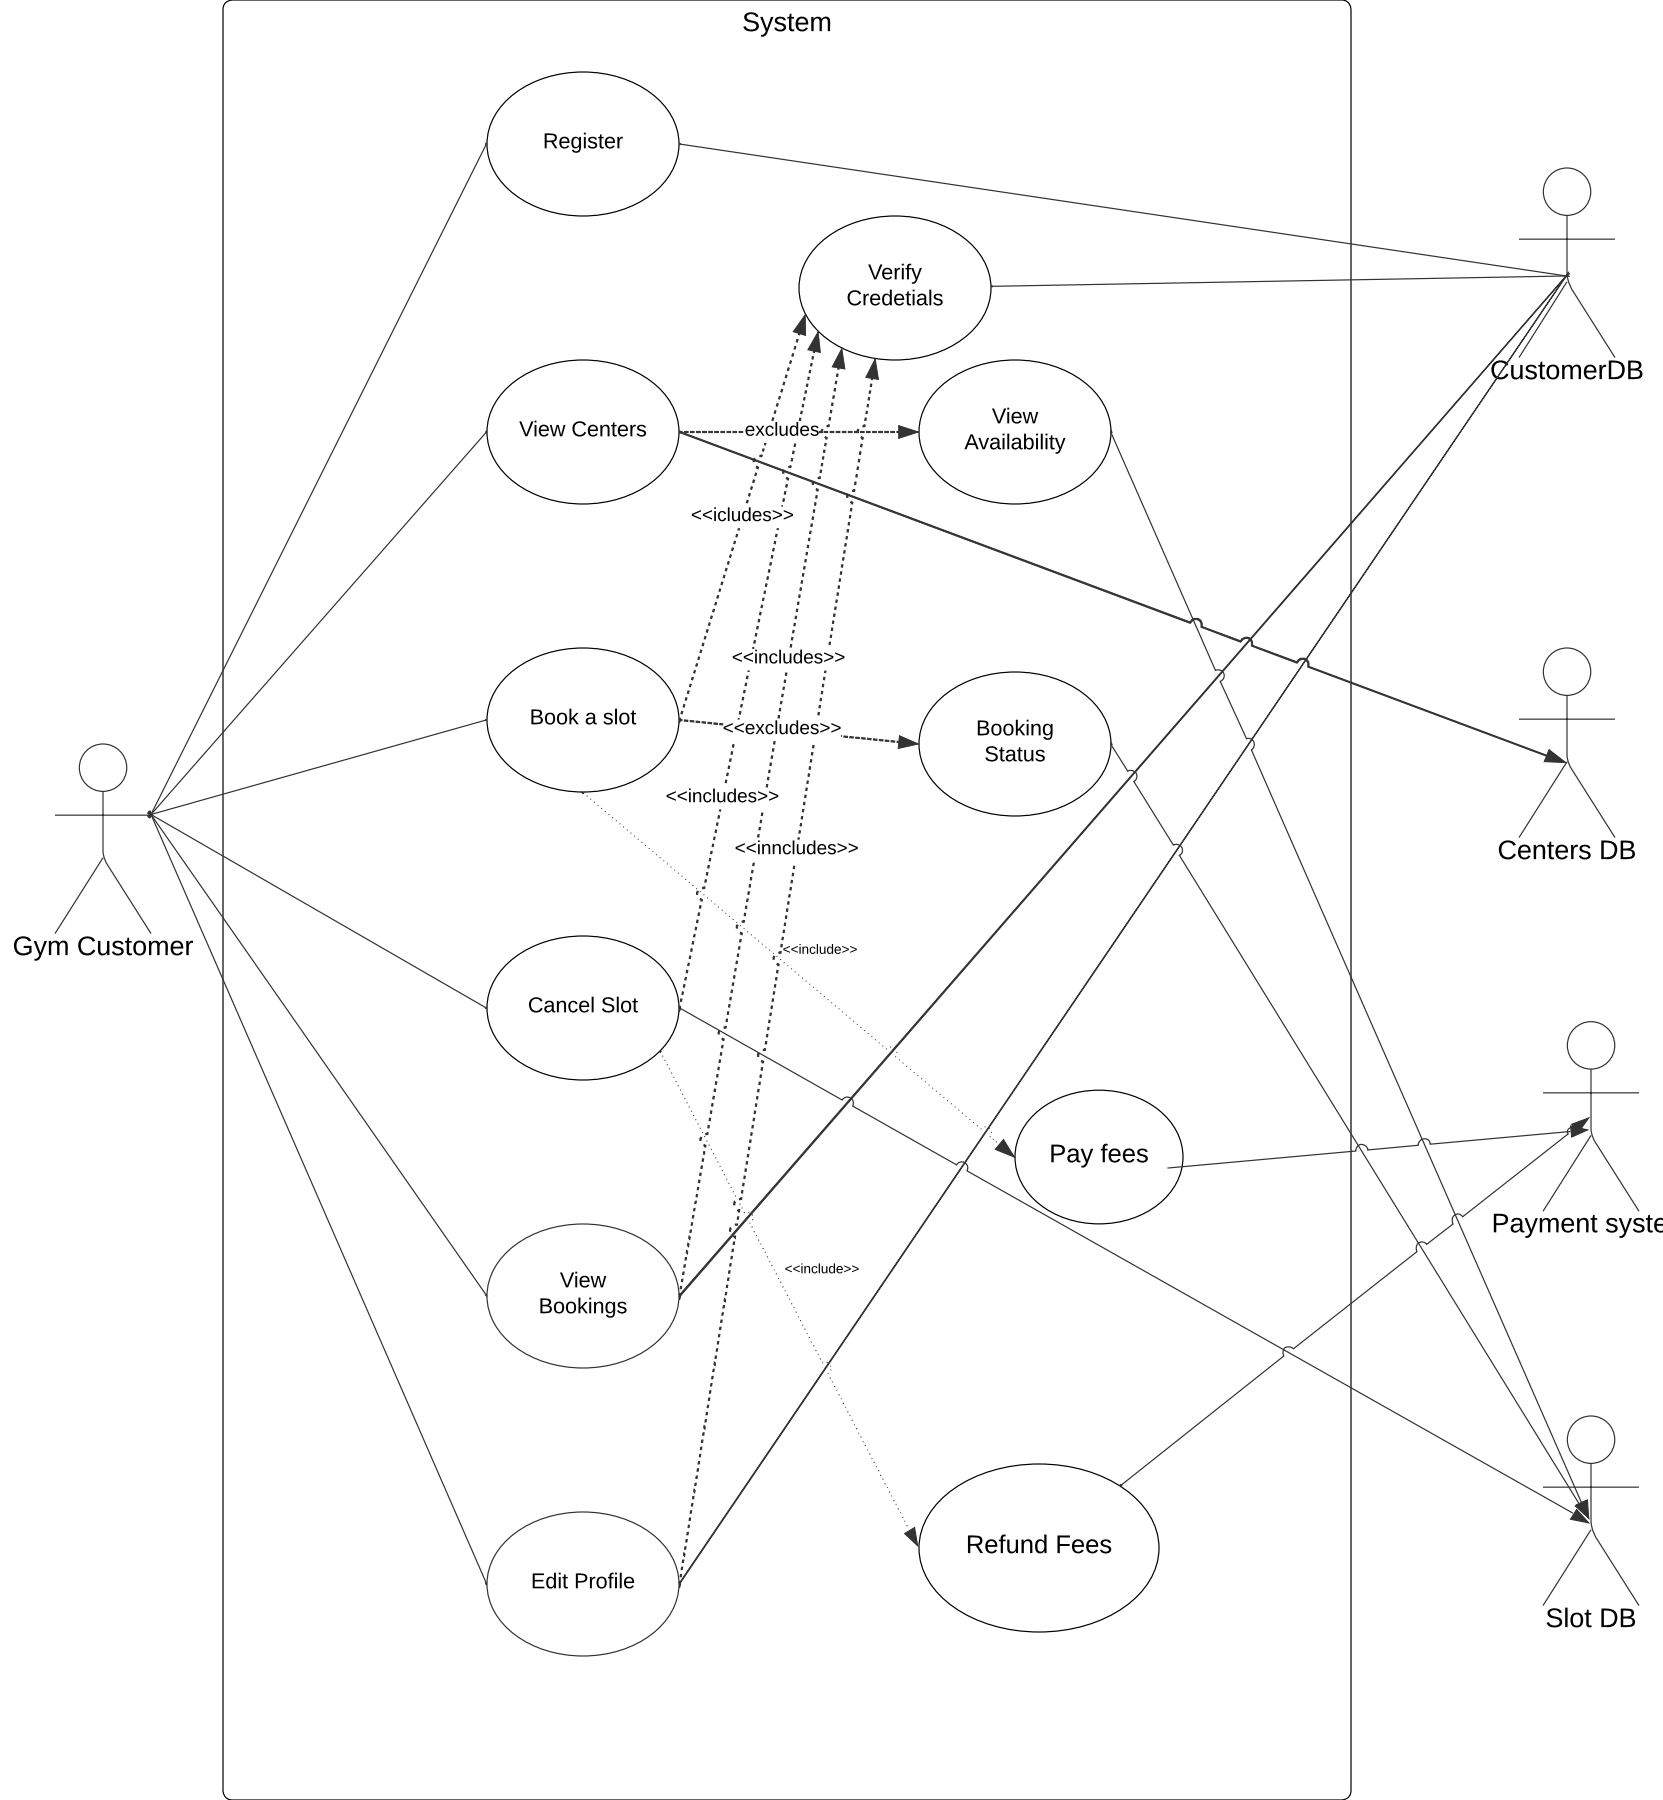 System
Register
Verify
Credetials
CustomerDB
View Centers
excludes
View
Availability
<<icludes>>
<<includes>>
Book a slot
<<excludes>>
Booking
Status
<<includes>>
<<inncludes>>
Centers DB
Gym Customer
<<include>>
Cancel Slot
Pay fees
Payment syste
<<include>>
View
Bookings
Refund Fees
Edit Profile
Slot DB